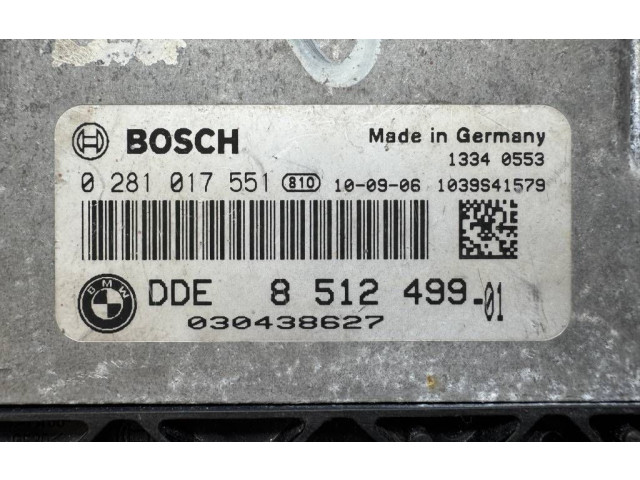 BOSCH Made in Germany
1334 0553
0 281 017 551 810 10-09-06 1039S41579
BMW DDE 8 512 499-01
030438627